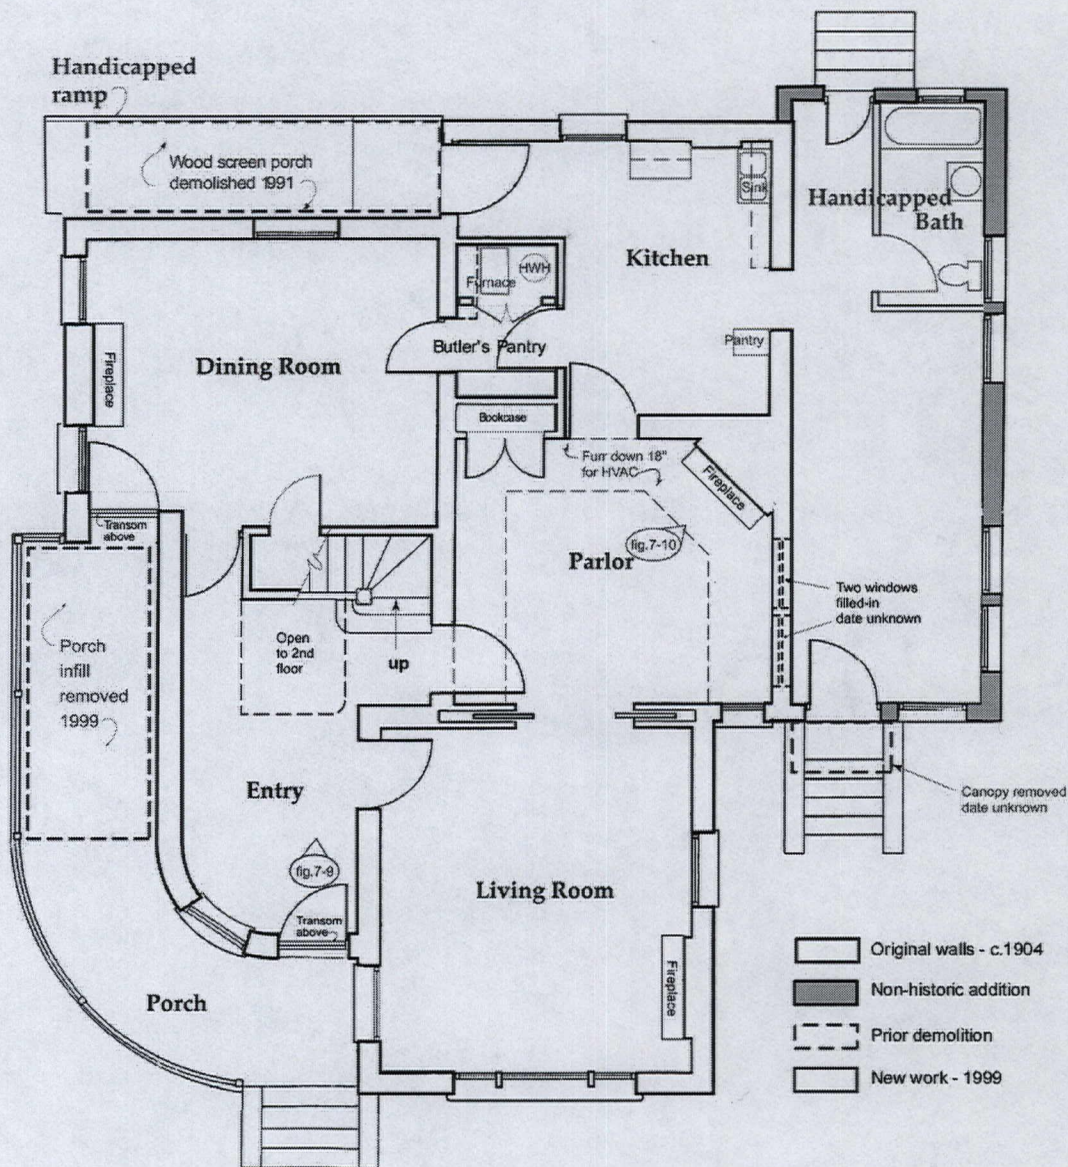 Handicapped
ramp
Wood screen porch
demolished 1991
Sink
Handicapped
Bath
Kitchen
HWH
Furnace
Butler's Pantry
Pantry
Dining Room
Fireplace
Bookcase
Furr down 18"
for HVAC
Fireplace
Transom
above
fig.7-10
Parlor
Two windows
filled-in
date unknown
Open
to 2nd
floor
up
Porch
infill
removed
1999
Entry
Canopy removed
date unknown
fig.7-9
Living Room
Transom
above
Fireplace
Porch
Original walls - c.1904
Non-historic addition
Prior demolition
New work - 1999